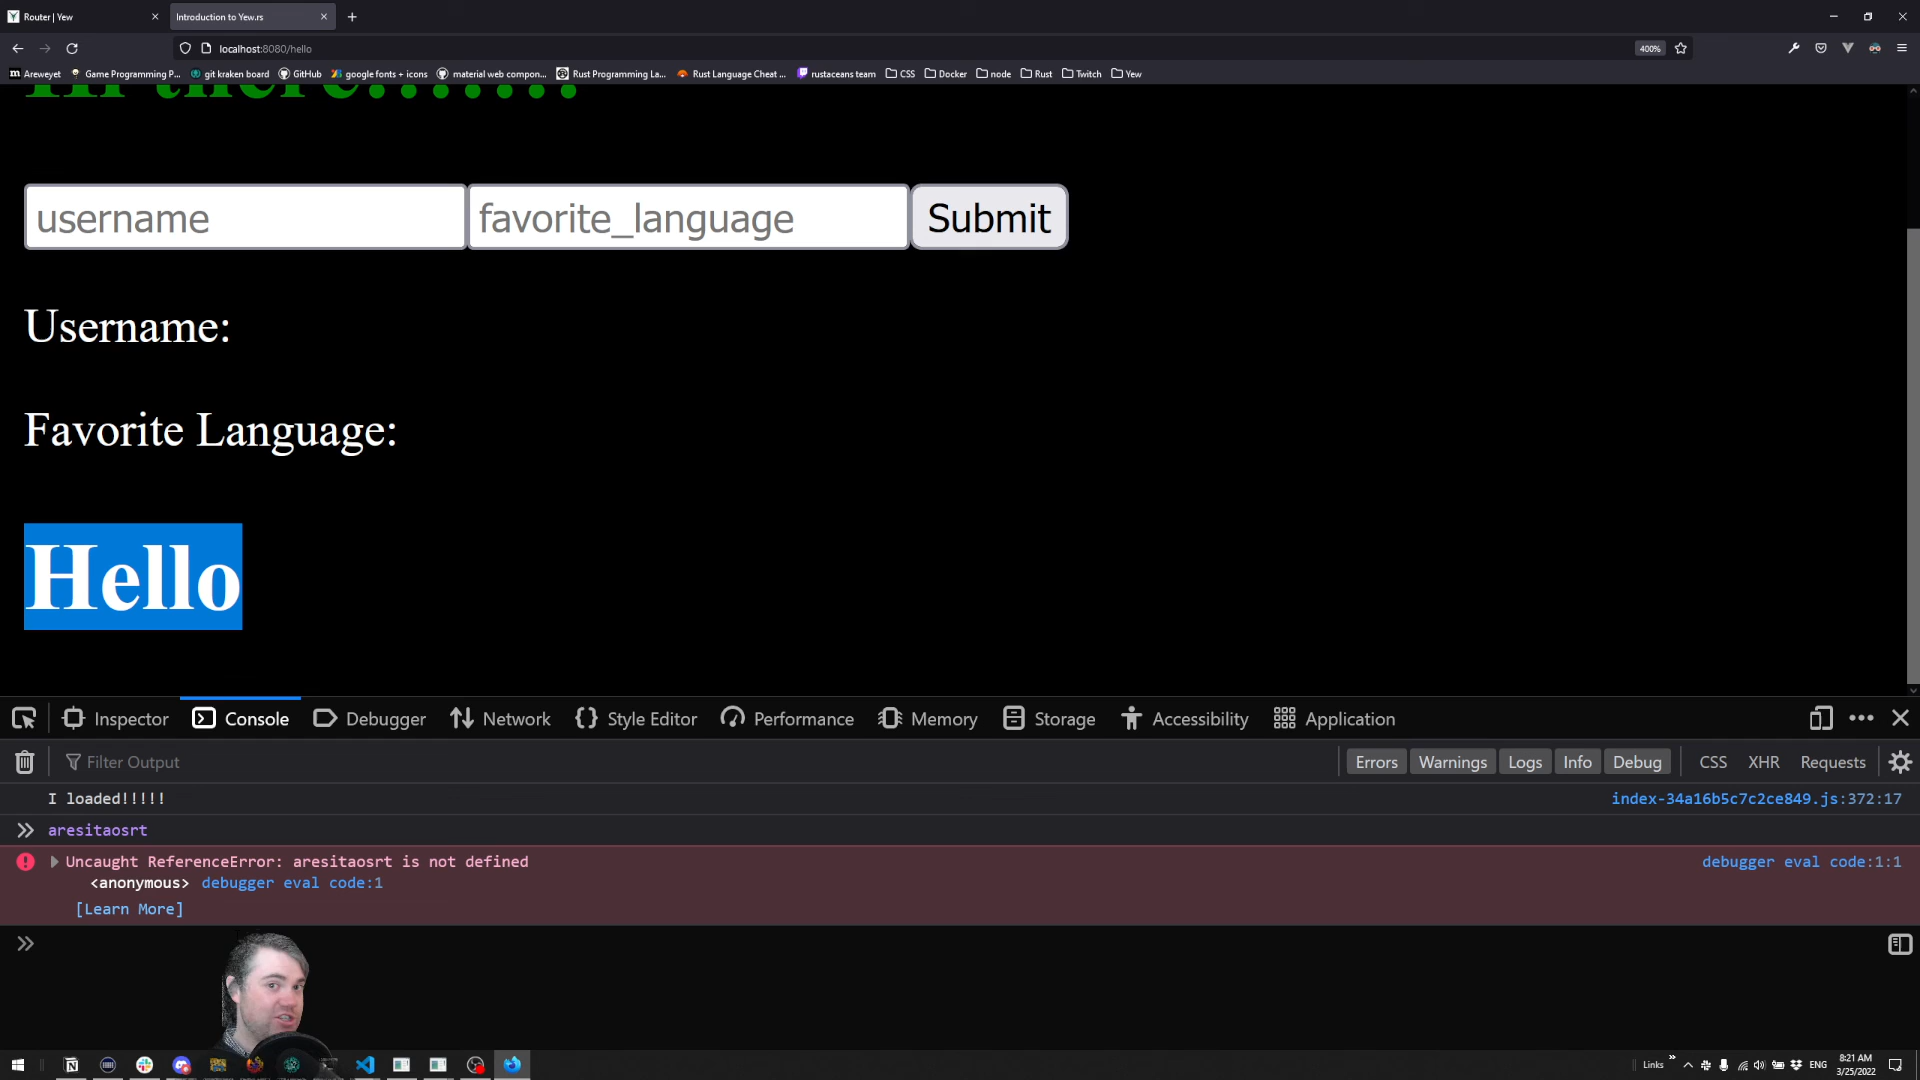 Router | Yew
Introduction to Yew.rs
localhost:8080/hello
400%
Areweyet
Game Programming P...
git kraken board
GitHub
google fonts + icons
material web compon...
Rust Programming La...
Rust Language Cheat ...
rustaceans team
CSS
Docker
node
Rust
Twitch
Yew
Hi there.......
username
favorite_language
Submit
Username:
Favorite Language:
Hello
Inspector
Console
Debugger
Network
Style Editor
Performance
Memory
Storage
Accessibility
Application
Filter Output
Errors
Warnings
Logs
Info
Debug
CSS
XHR
Requests
I loaded!!!!!
index-34a16b5c7c2ce849.js:372:17
aresitaosrt
Uncaught ReferenceError: aresitaosrt is not defined
debugger eval code:1:1
<anonymous> debugger eval code:1
[Learn More]
Links
ENG
8:21 AM
3/25/2022